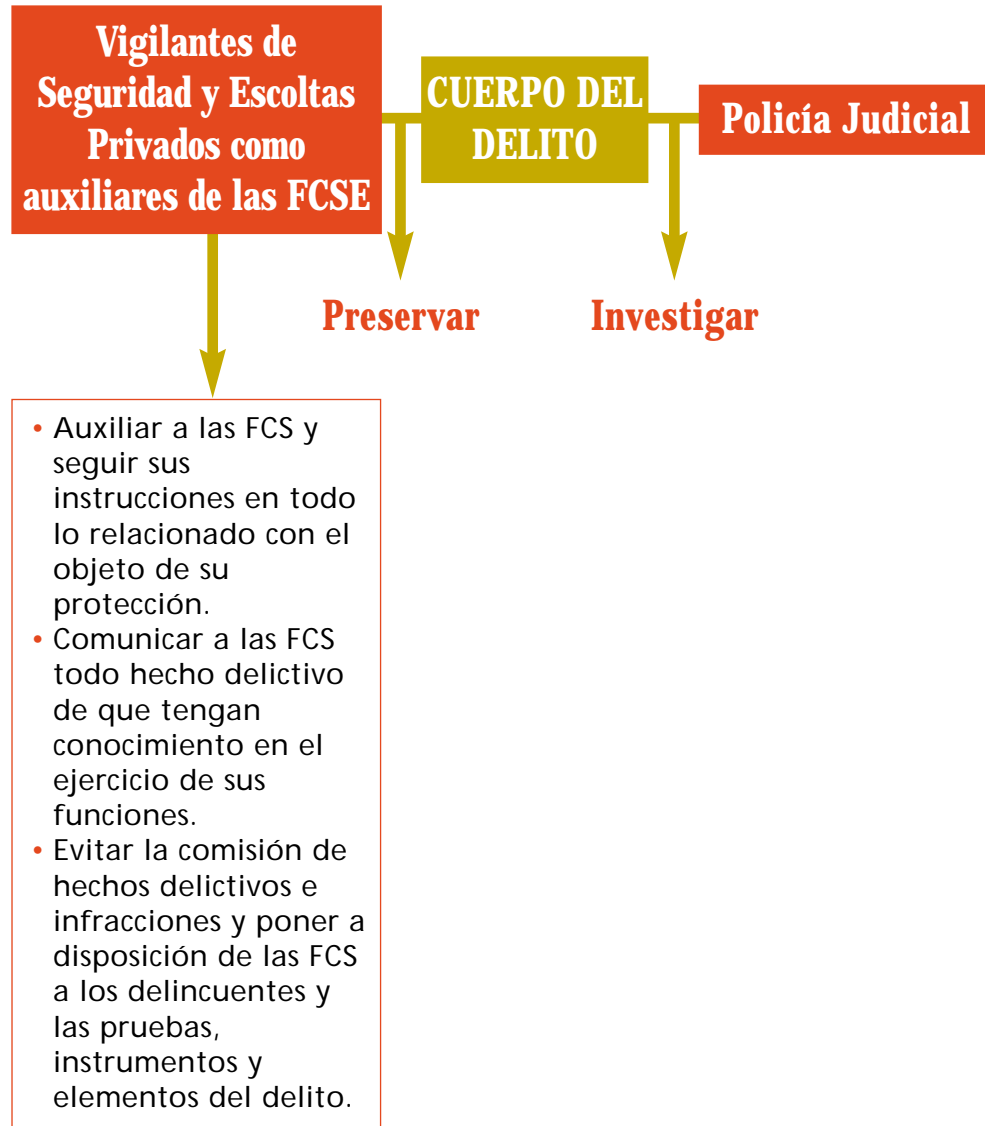 Vigilantes de
Seguridad y Escoltas
Privados como
auxiliares de las FCSE
CUERPO DEL
DELITO
Policía Judicial
Preservar
Investigar
• Auxiliar a las FCS y
seguir sus
instrucciones en todo
lo relacionado con el
objeto de su
protección.
• Comunicar a las FCS
todo hecho delictivo
de que tengan
conocimiento en el
ejercicio de sus
funciones.
• Evitar la comisión de
hechos delictivos e
infracciones y poner a
disposición de las FCS
a los delincuentes y
las pruebas,
instrumentos y
elementos del delito.